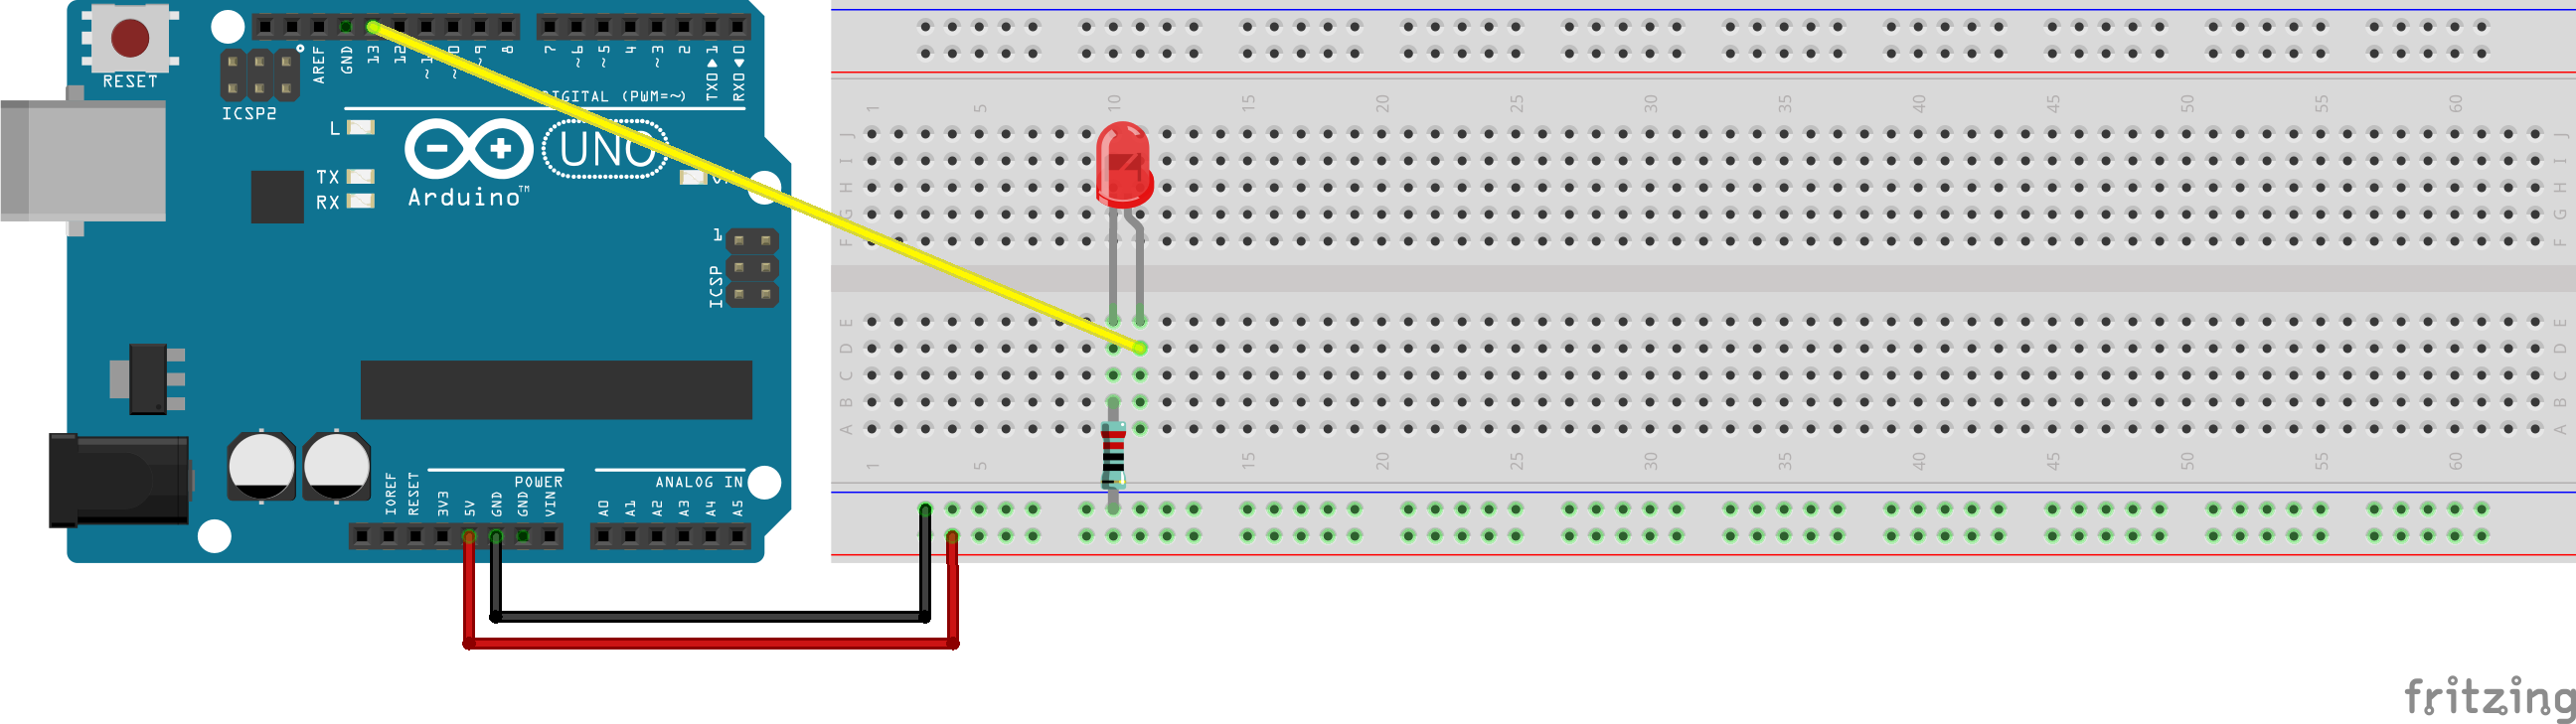 RESET
ICSP2
AREF
GND
13
12
8
7
~6
~5
4
~3
2
TX0▶1
RX0◀0
DIGITAL (PWM=~)
L
TX
RX
UNO
Arduino™
1
ICSP
IOREF
RESET
3V3
5V
GND
GND
VIN
POWER
A0
A1
A2
A3
A4
A5
ANALOG IN
1 5 10 15 20 25 30 35 40 45 50 55 60
J J
I I
H H
G G
F F
E E
D D
C C
B B
A A
1 5 15 20 25 30 35 40 45 50 55 60
fritzing